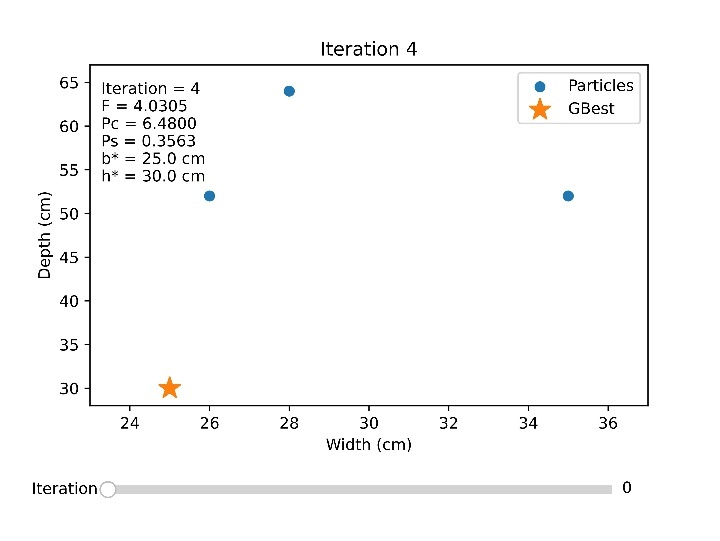 Iteration 4
Iteration = 4
F = 4.0305
Pc = 6.4800
Ps = 0.3563
b* = 25.0 cm
h* = 30.0 cm
Particles
GBest
65
60
55
50
45
40
35
30
Depth (cm)
24 26 28 30 32 34 36
Width (cm)
Iteration 0